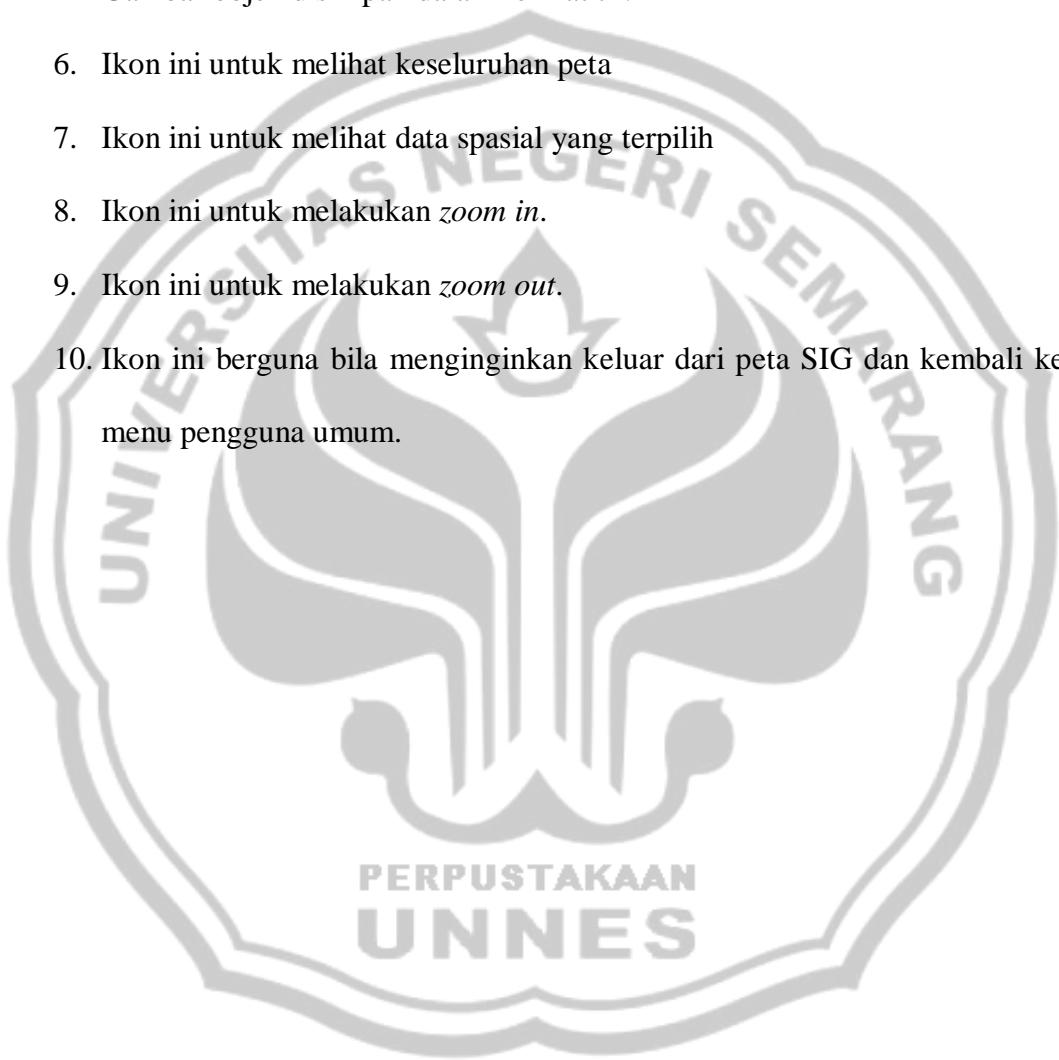 6. Ikon ini untuk melihat keseluruhan peta
7. Ikon ini untuk melihat data spasial yang terpilih
8. Ikon ini untuk melakukan zoom in.
9. Ikon ini untuk melakukan zoom out.
10. Ikon ini berguna bila menginginkan keluar dari peta SIG dan kembali ke
menu pengguna umum.
UNIVERSITAS NEGERI SEMARANG
PERPUSTAKAAN
UNNES